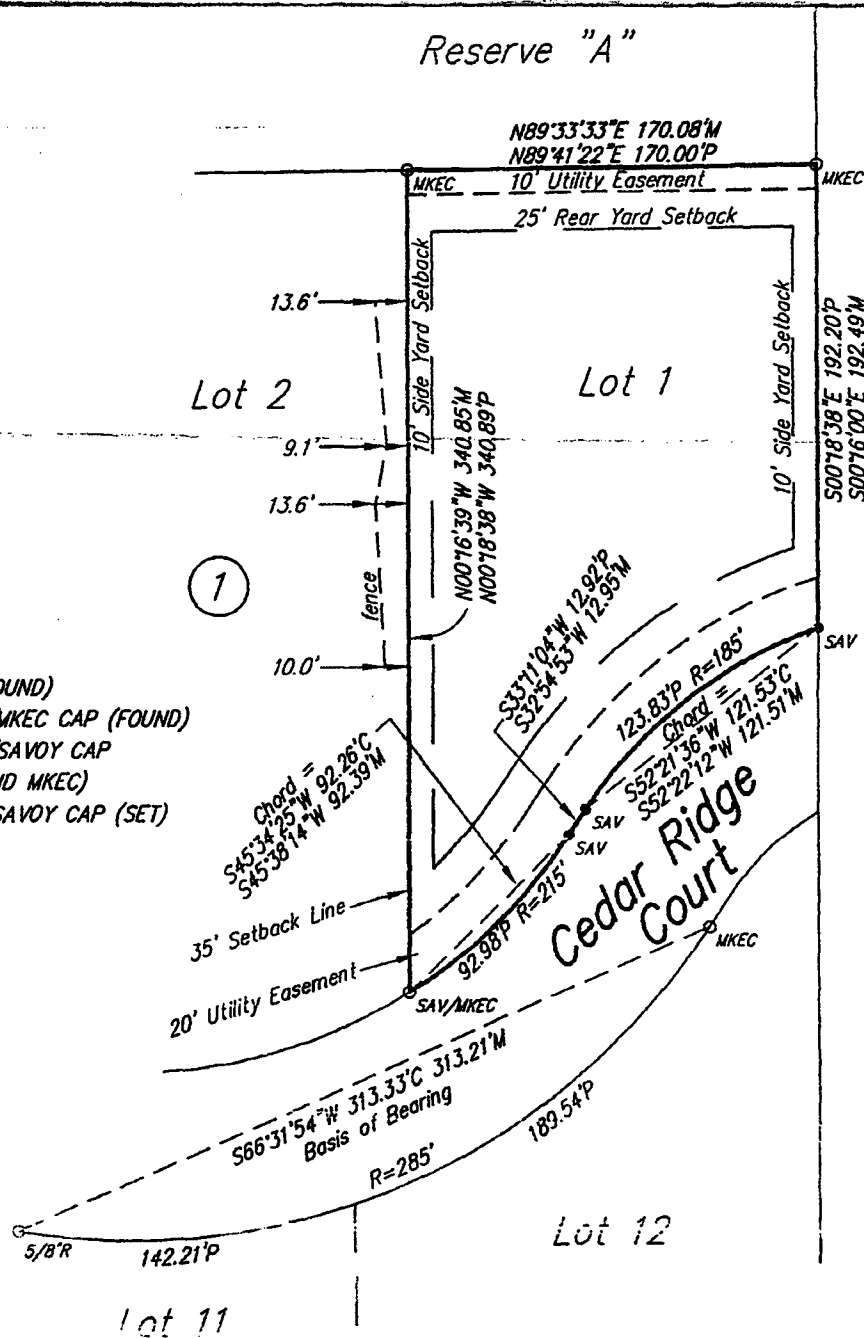 Reserve "A"
N89°33'33"E 170.08'M
N89°41'22"E 170.00'P
MKEC
10' Utility Easement
MKEC
25' Rear Yard Setback
13.6'
10' Side Yard Setback
Lot 2
Lot 1
10' Side Yard Setback
S00°18'38"E 192.20'P
S00°16'00"E 192.49'M
9.1'
13.6'
N00°16'39"W 340.85'M
N00°18'38"W 340.89'P
1
fence
S33°11'04"W 12.92'P
S32°54'53"W 12.95'M
10.0'
SAV
OUND)
MKEC CAP (FOUND)
SAVOY CAP
ND MKEC)
SAVOY CAP (SET)
123.83'P R=185'
Chord =
S52°21'36"W 121.53'C
S52°22'12"W 121.51'M
Chord =
S45°34'25"W 92.26'C
S45°38'14"W 92.39'M
SAV
SAV
Cedar Ridge
Court
35' Setback Line
92.98'P R=215'
MKEC
20' Utility Easement
SAV/MKEC
S66°31'54"W 313.33'C 313.21'M
Basis of Bearing
189.54'P
R=285'
5/8"R
142.21'P
Lot 12
Lot 11